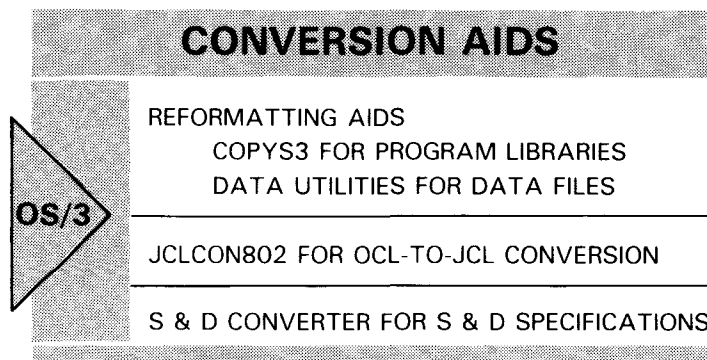 CONVERSION AIDS
REFORMATTING AIDS
COPYS3 FOR PROGRAM LIBRARIES
DATA UTILITIES FOR DATA FILES
OS/3
JCLCON802 FOR OCL-TO-JCL CONVERSION
S & D CONVERTER FOR S & D SPECIFICATIONS